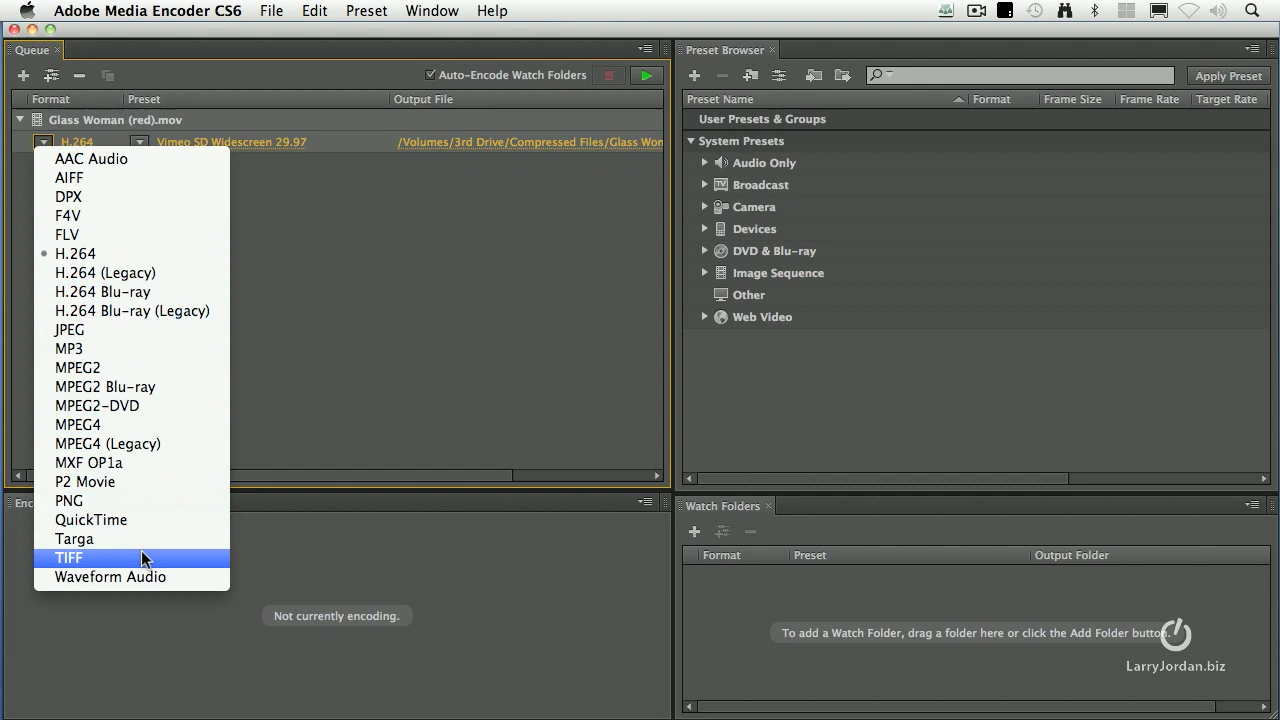 Adobe Media Encoder CS6 File Edit Preset Window Help
Queue
Auto-Encode Watch Folders
Format Preset Output File
Glass Woman (red).mov
H.264 Vimeo SD Widescreen 29.97 /Volumes/3rd Drive/Compressed Files/Glass Won
AAC Audio
AIFF
DPX
F4V
FLV
H.264
H.264 (Legacy)
H.264 Blu-ray
H.264 Blu-ray (Legacy)
JPEG
MP3
MPEG2
MPEG2 Blu-ray
MPEG2-DVD
MPEG4
MPEG4 (Legacy)
MXF OP1a
P2 Movie
PNG
QuickTime
Targa
TIFF
Waveform Audio
Enc
Not currently encoding.
Preset Browser
Apply Preset
Preset Name Format Frame Size Frame Rate Target Rate
User Presets & Groups
System Presets
Audio Only
TV Broadcast
Camera
Devices
DVD & Blu-ray
Image Sequence
Other
Web Video
Watch Folders
Format Preset Output Folder
To add a Watch Folder, drag a folder here or click the Add Folder button.
LarryJordan.biz